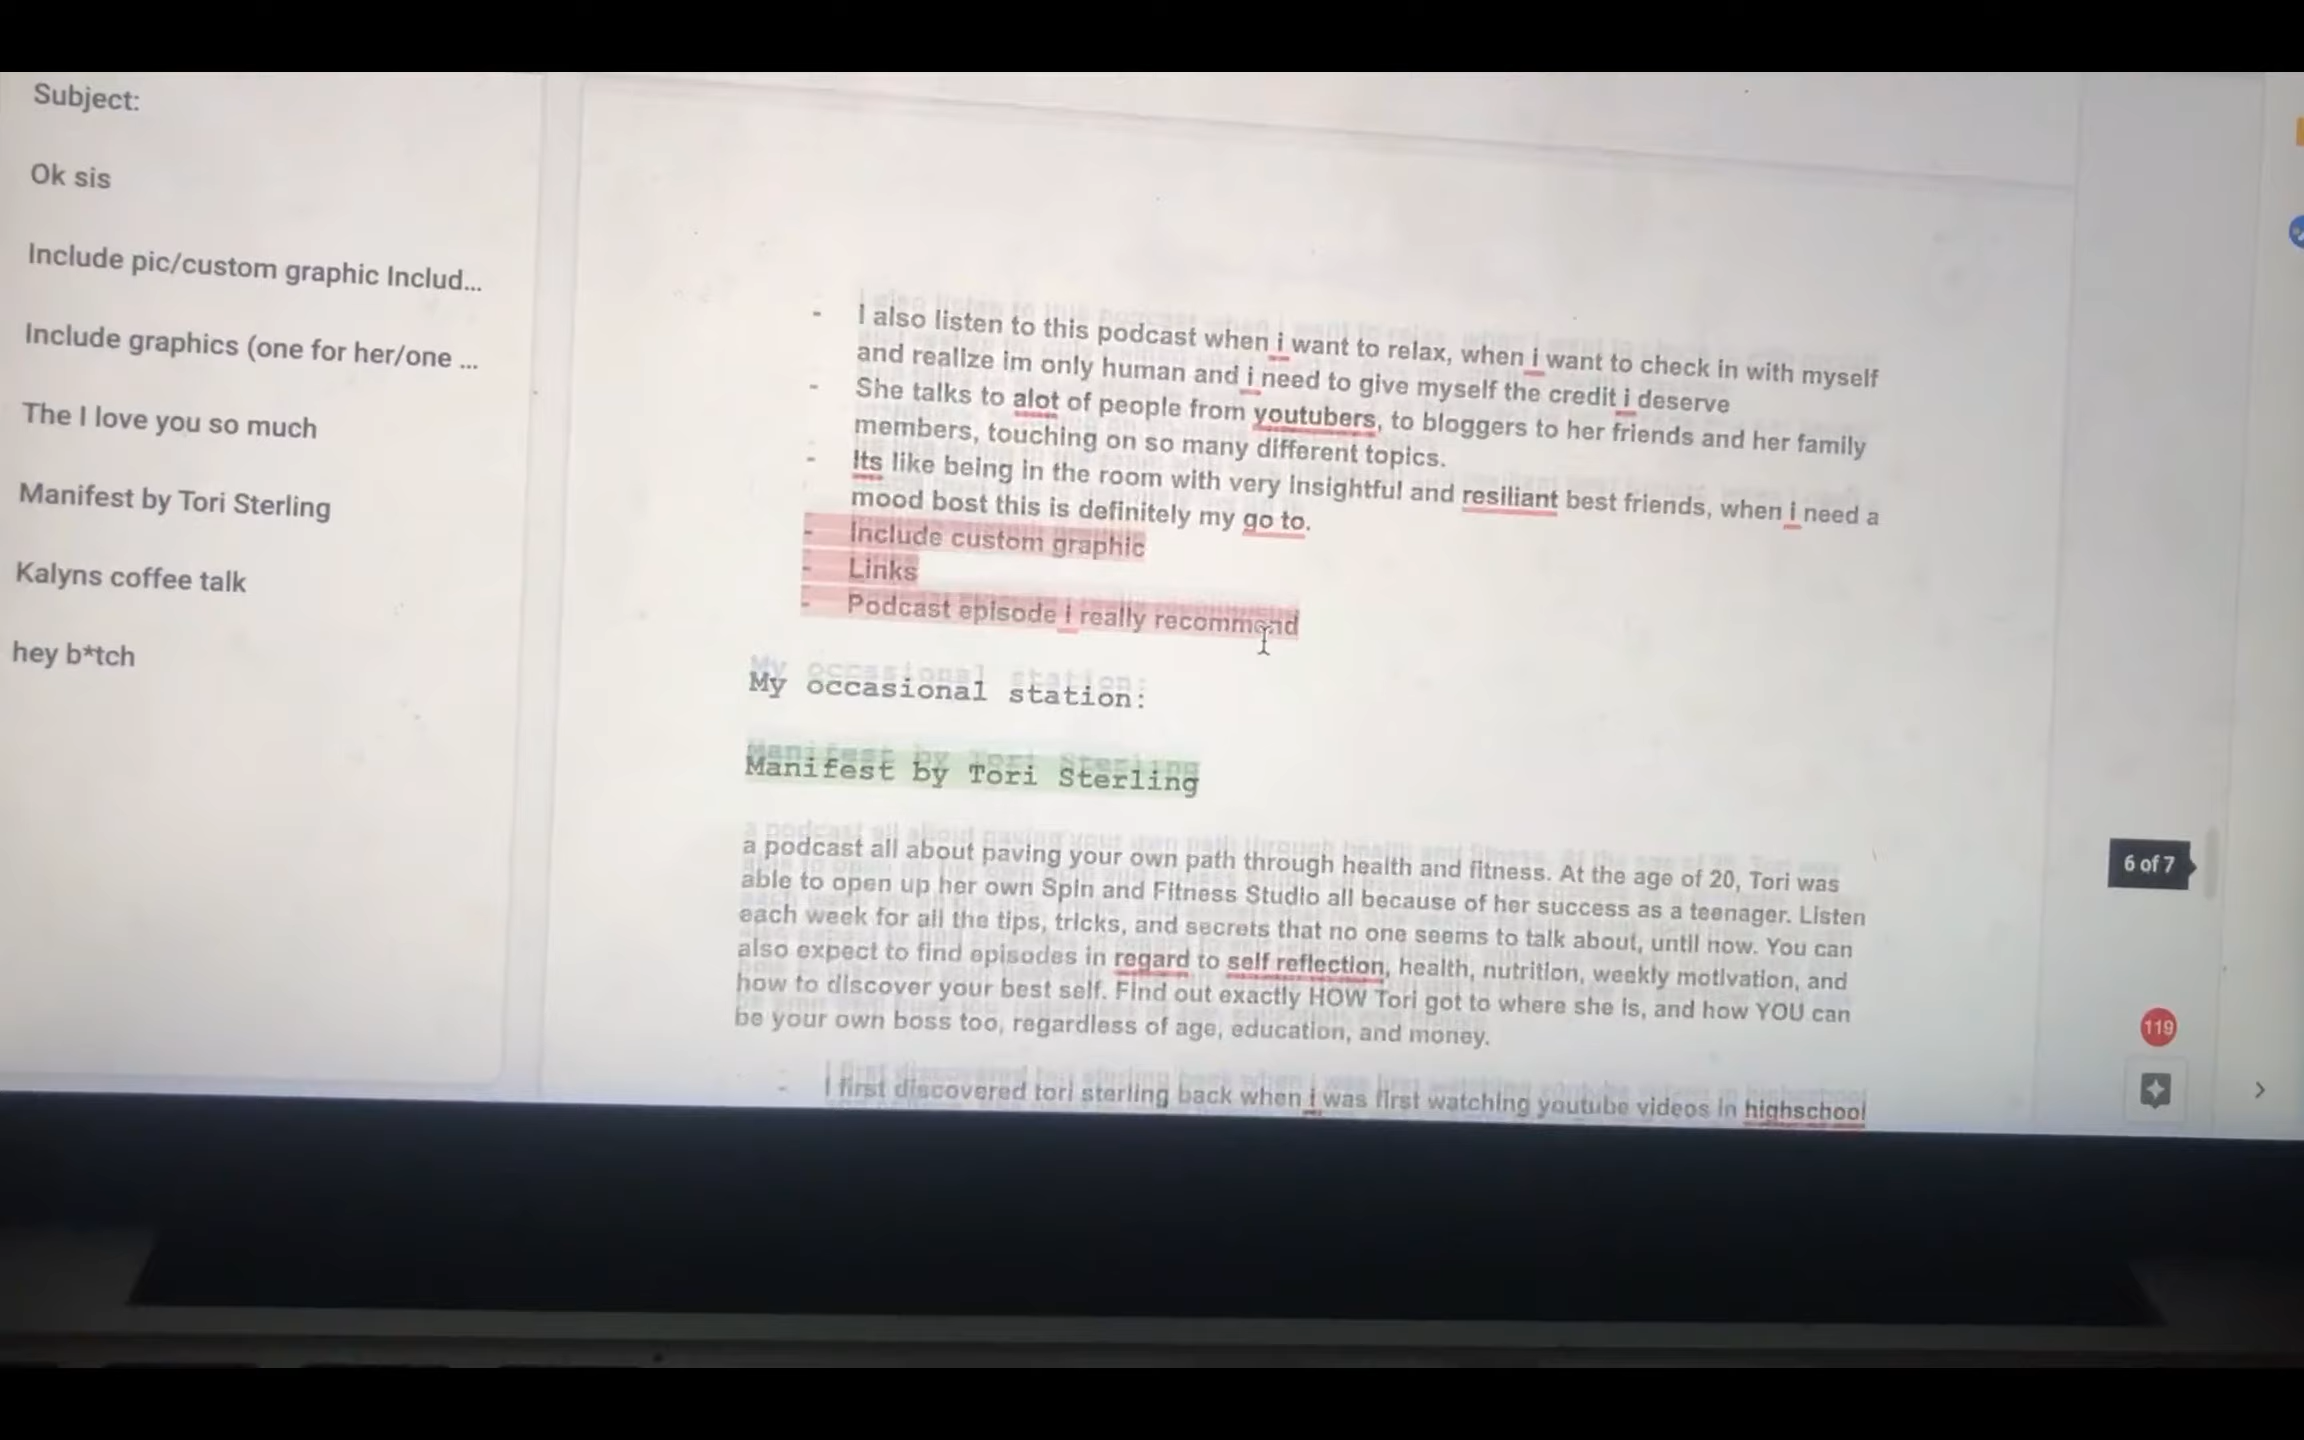 Subject:
Ok sis
Include pic/custom graphic Includ...
Include graphics (one for her/one ...
The I love you so much
Manifest by Tori Sterling
Kalyns coffee talk
hey b*tch
- I also listen to this podcast when i want to relax, when i want to check in with myself
and realize im only human and i need to give myself the credit i deserve
- She talks to alot of people from youtubers, to bloggers to her friends and her family
members, touching on so many different topics.
- Its like being in the room with very insightful and resiliant best friends, when i need a
mood bost this is definitely my go to.
- Include custom graphic
- Links
- Podcast episode i really recommend
My occasional station:
Manifest by Tori Sterling
a podcast all about paving your own path through health and fitness. At the age of 20, Tori was
able to open up her own Spin and Fitness Studio all because of her success as a teenager. Listen
each week for all the tips, tricks, and secrets that no one seems to talk about, until now. You can
also expect to find episodes in regard to self reflection, health, nutrition, weekly motivation, and
how to discover your best self. Find out exactly HOW Tori got to where she is, and how YOU can
be your own boss too, regardless of age, education, and money.
- I first discovered tori sterling back when i was first watching youtube videos in highschool
6 of 7
119